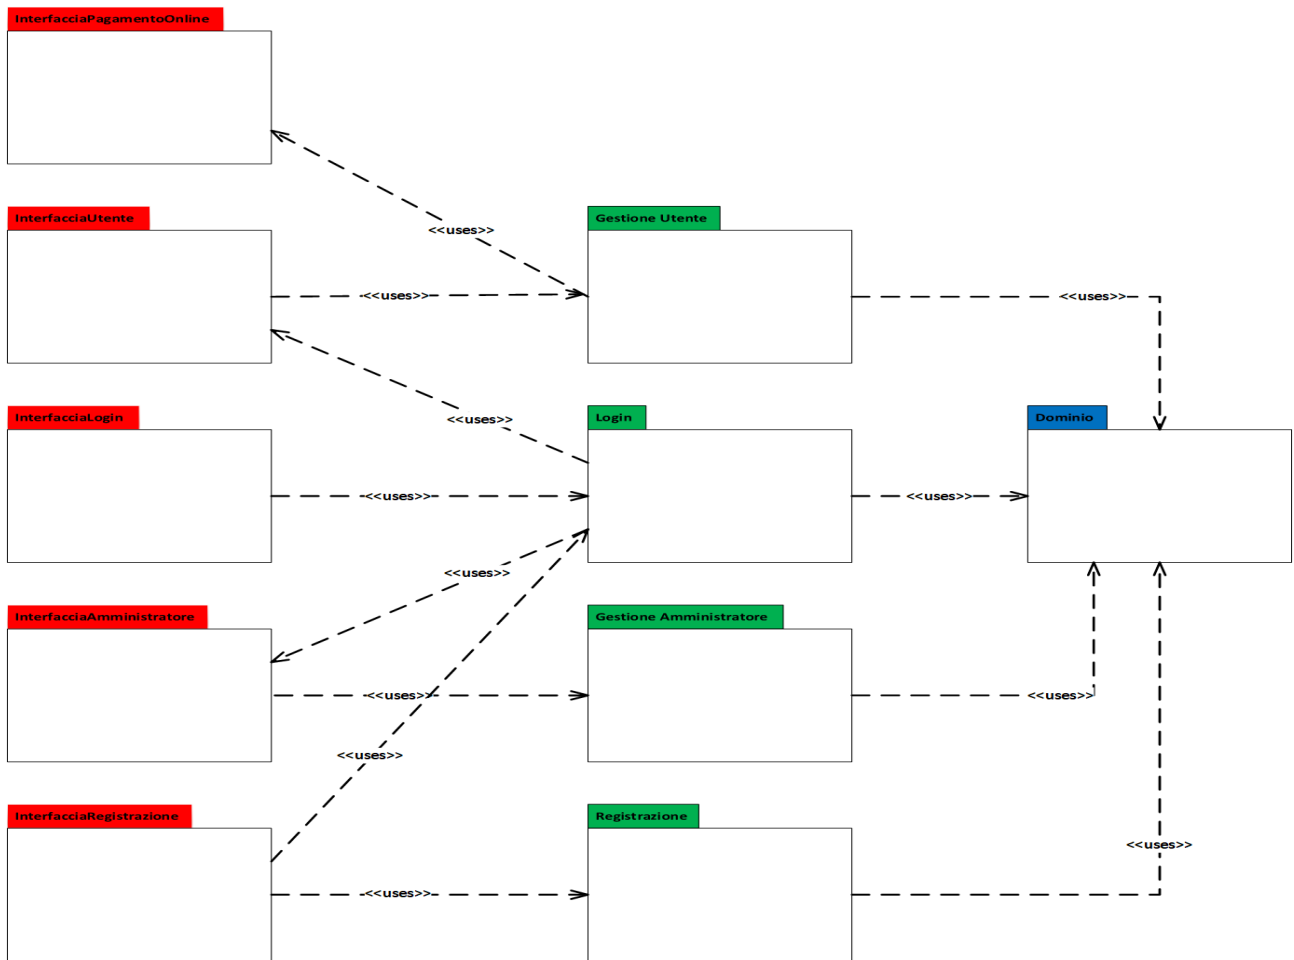 InterfacciaPagamentoOnline
<<uses>>
InterfacciaUtente
Gestione Utente
<<uses>>
<<uses>>
<<uses>>
InterfacciaLogin
Login
Dominio
<<uses>>
<<uses>>
<<uses>>
InterfacciaAmministratore
Gestione Amministratore
<<uses>>
<<uses>>
<<uses>>
InterfacciaRegistrazione
Registrazione
<<uses>>
<<uses>>